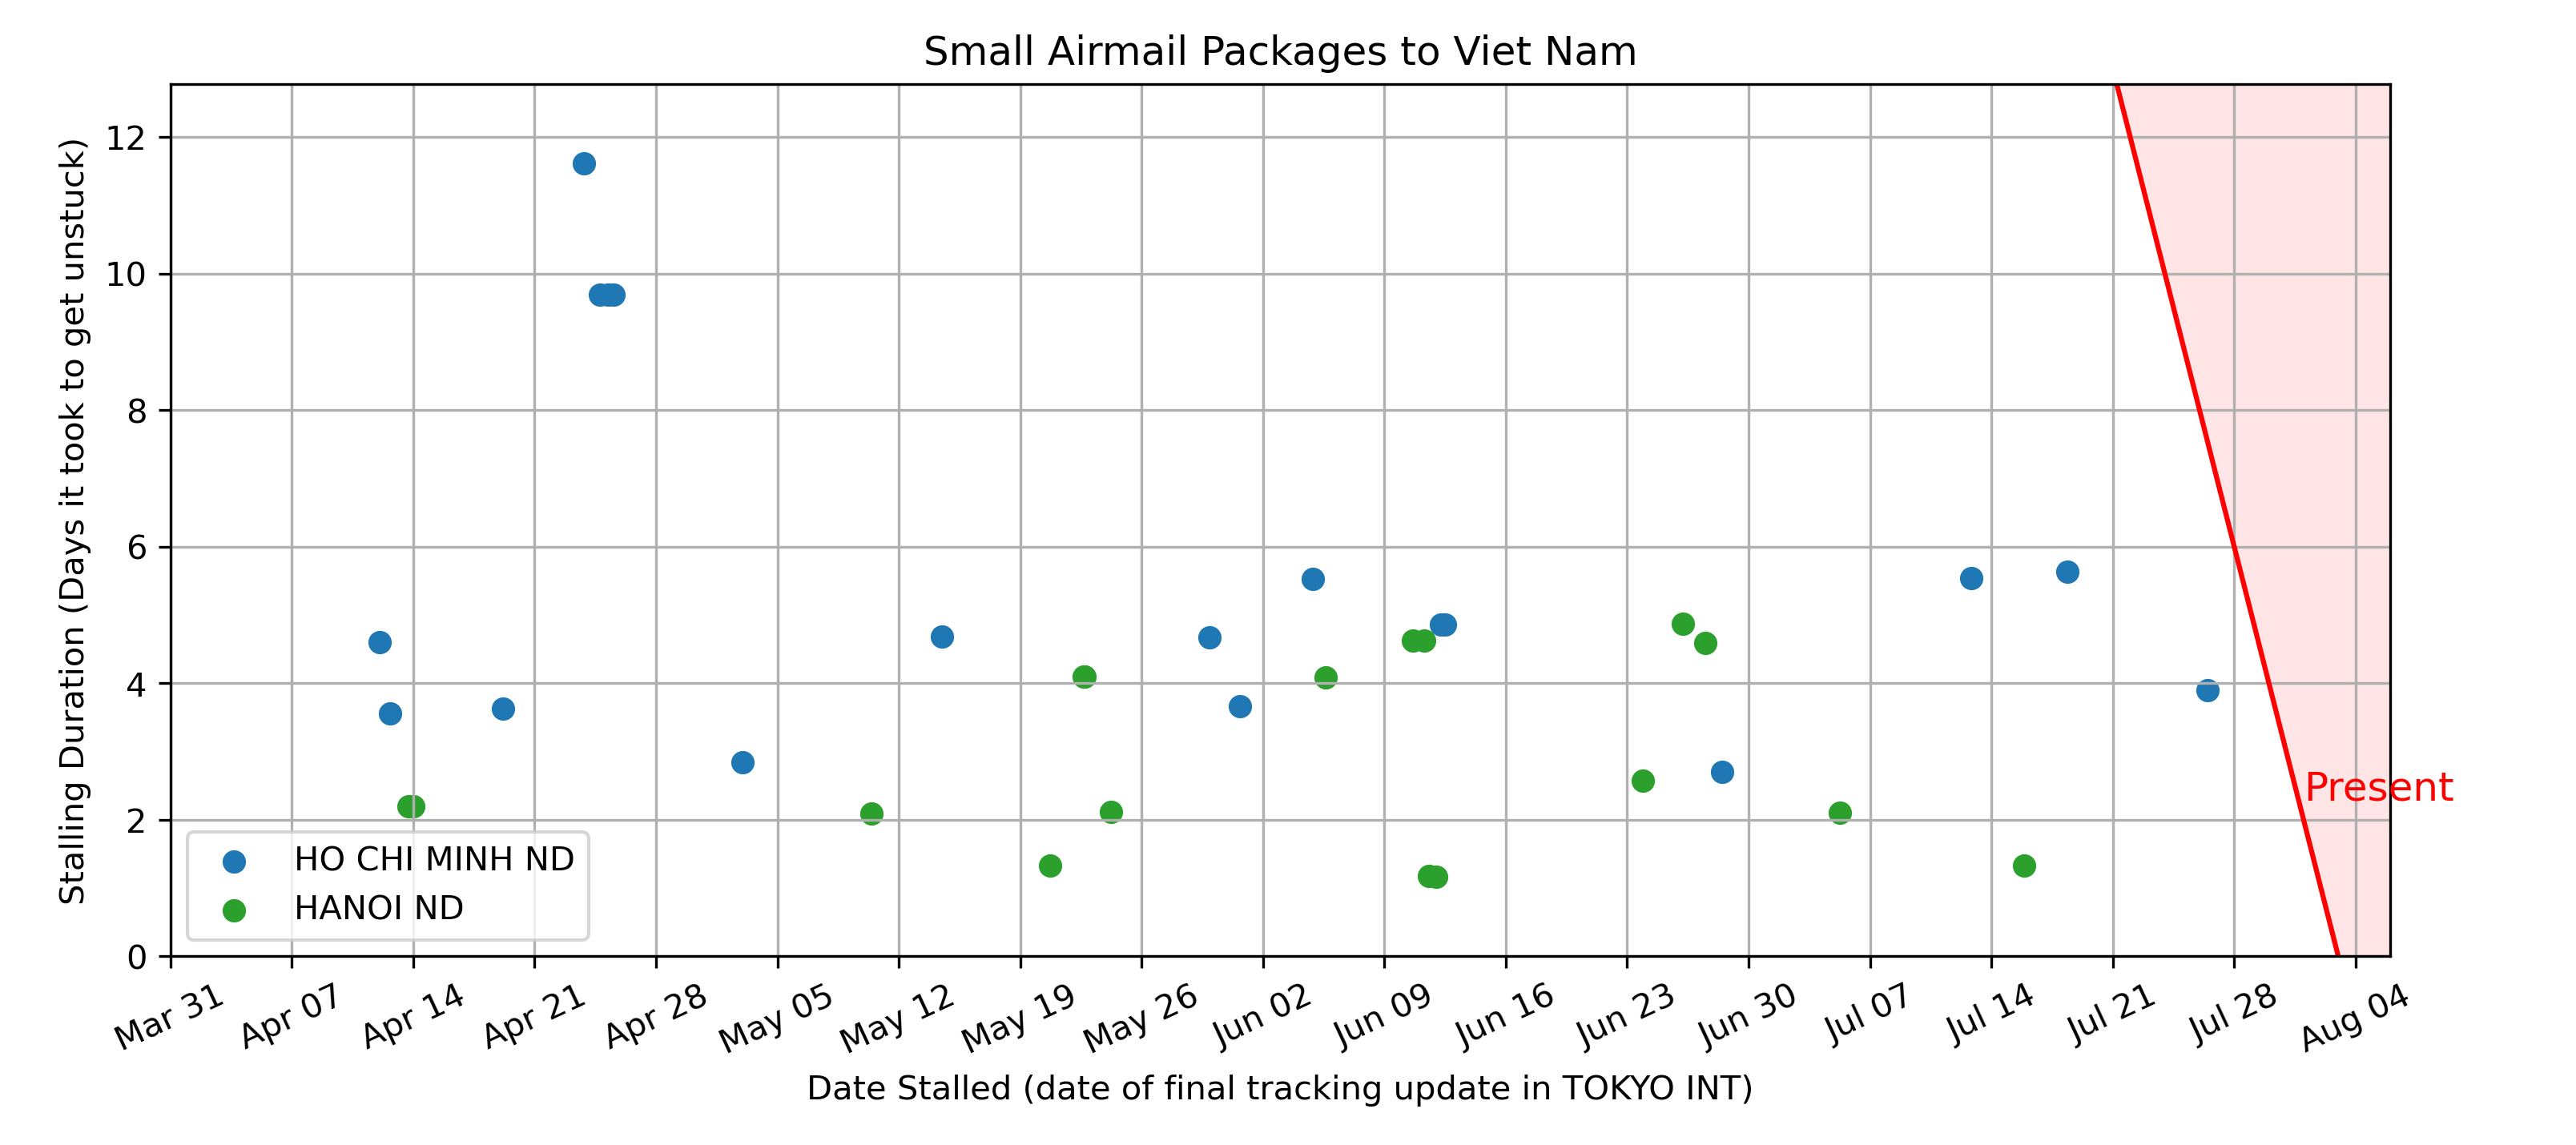 Small Airmail Packages to Viet Nam
Stalling Duration (Days it took to get unstuck)
12
10
8
6
4
2
0
Present
HO CHI MINH ND
HANOI ND
Mar 31
Apr 07
Apr 14
Apr 21
Apr 28
May 05
May 12
May 19
May 26
Jun 02
Jun 09
Jun 16
Jun 23
Jun 30
Jul 07
Jul 14
Jul 21
Jul 28
Aug 04
Date Stalled (date of final tracking update in TOKYO INT)